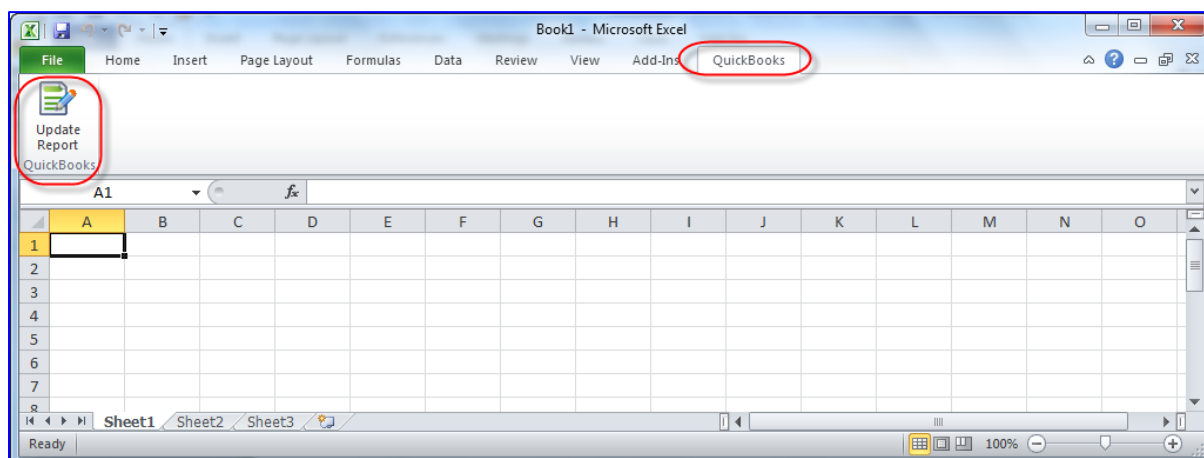 Book1 - Microsoft Excel
File Home Insert Page Layout Formulas Data Review View Add-Ins QuickBooks
Update
Report
QuickBooks
A1 fx
A B C D E F G H I J K L M N O
1
2
3
4
5
6
7
8
Sheet1 Sheet2 Sheet3
Ready 100%